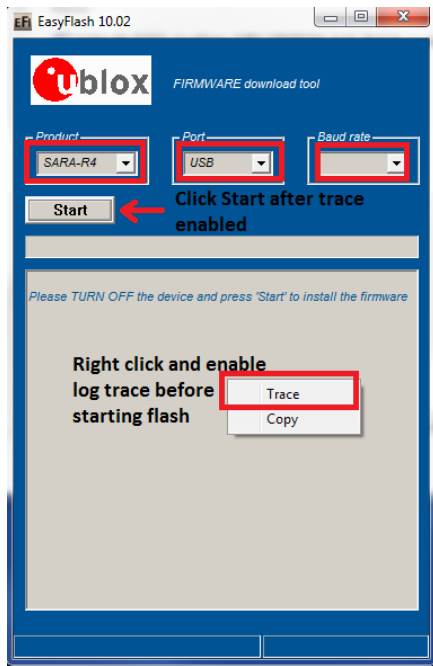 EFi EasyFlash 10.02
ublox
FIRMWARE download tool
Product
Port
Baud rate
SARA-R4
USB
Start
Click Start after trace
enabled
Please TURN OFF the device and press 'Start' to install the firmware
Right click and enable
log trace before
starting flash
Trace
Copy